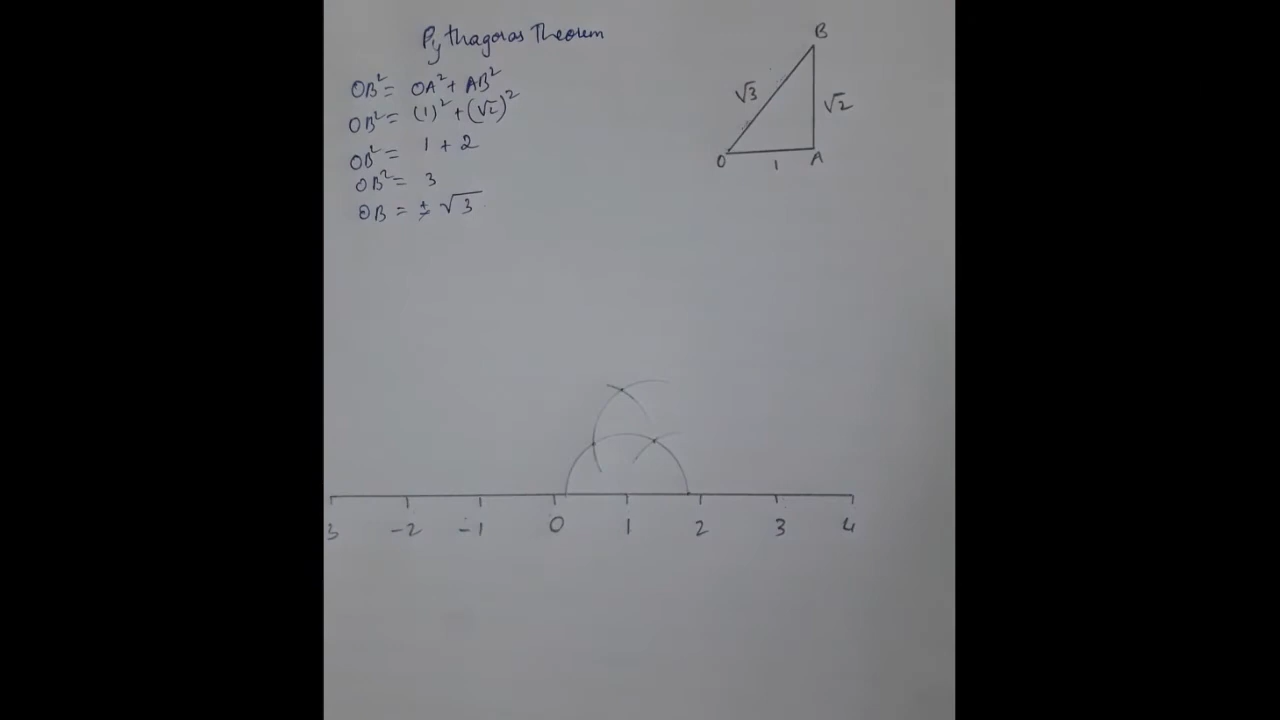 Pythagoras Theorem
OB² = OA² + AB²
OB² = (1)² + (√2)²
OB² = 1 + 2
OB² = 3
OB = ± √3
B
√3
√2
O
1
A
3 -2 -1 0 1 2 3 4